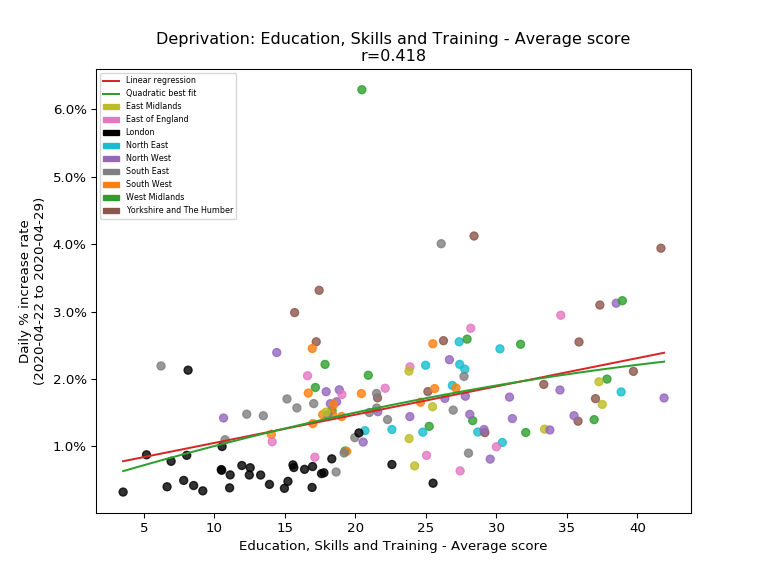 Deprivation: Education, Skills and Training - Average score
r=0.418
Linear regression
Quadratic best fit
East Midlands
East of England
London
North East
North West
South East
South West
West Midlands
Yorkshire and The Humber
6.0%
5.0%
4.0%
3.0%
2.0%
1.0%
Daily % increase rate
(2020-04-22 to 2020-04-29)
5 10 15 20 25 30 35 40
Education, Skills and Training - Average score